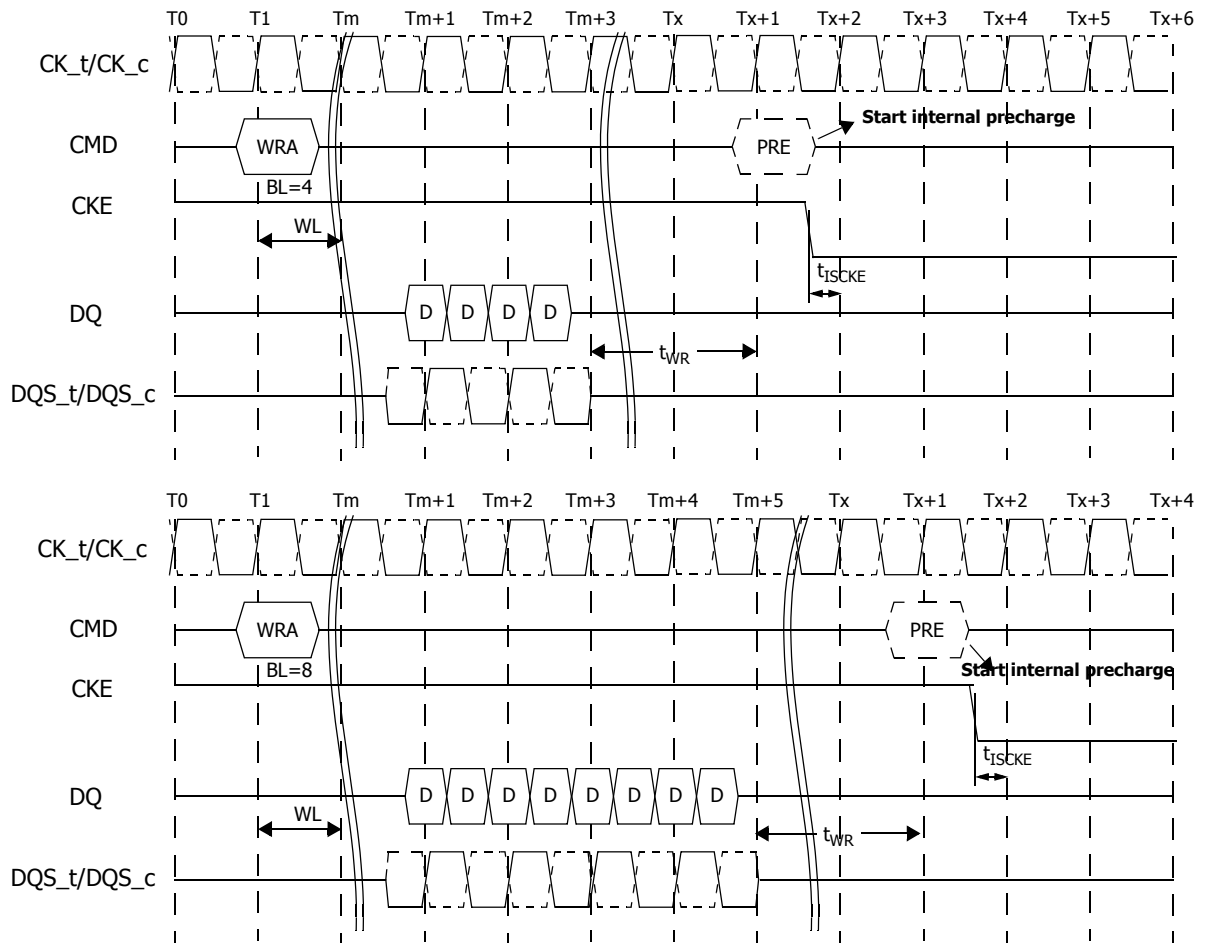 T0 T1 Tm Tm+1 Tm+2 Tm+3 Tx Tx+1 Tx+2 Tx+3 Tx+4 Tx+5 Tx+6
CK_t/CK_c
Start internal precharge
CMD WRA PRE
BL=4
CKE
WL
tISCKE
DQ D D D D
tWR
DQS_t/DQS_c
T0 T1 Tm Tm+1 Tm+2 Tm+3 Tm+4 Tm+5 Tx Tx+1 Tx+2 Tx+3 Tx+4
CK_t/CK_c
CMD WRA PRE
BL=8 Start internal precharge
CKE
tISCKE
DQ D D D D D D D D
WL
tWR
DQS_t/DQS_c